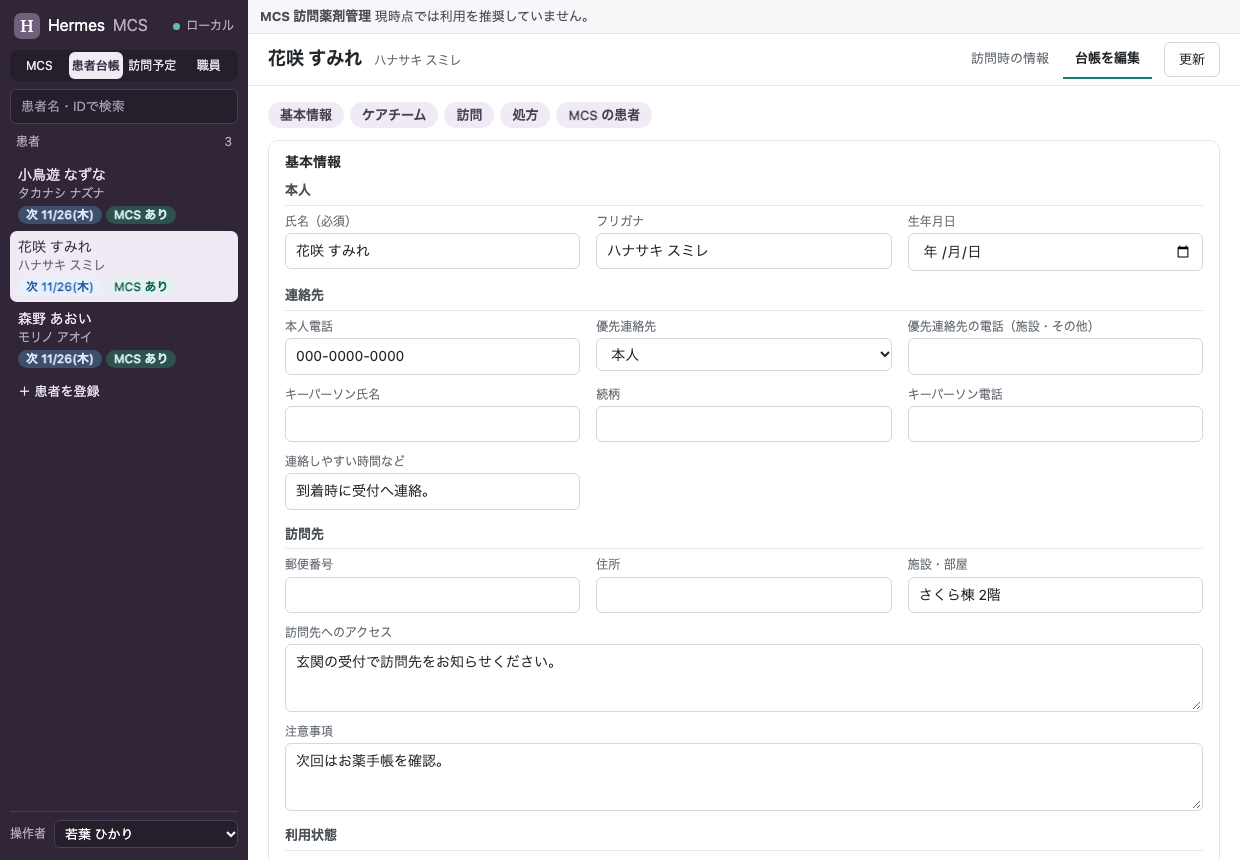 H Hermes MCS ローカル
MCS 患者台帳 訪問予定 職員
患者名・IDで検索
患者 3
小鳥遊 なずな
タカナシ ナズナ
次 11/26(木) MCS あり
花咲 すみれ
ハナサキ スミレ
次 11/26(木) MCS あり
森野 あおい
モリノ アオイ
次 11/26(木) MCS あり
＋ 患者を登録
操作者 若葉 ひかり
MCS 訪問薬剤管理 現時点では利用を推奨していません。
花咲 すみれ ハナサキ スミレ 訪問時の情報 台帳を編集 更新
基本情報 ケアチーム 訪問 処方 MCS の患者
基本情報
本人
氏名（必須） フリガナ 生年月日
花咲 すみれ ハナサキ スミレ 年 /月/日
連絡先
本人電話 優先連絡先 優先連絡先の電話（施設・その他）
000-0000-0000 本人
キーパーソン氏名 続柄 キーパーソン電話
連絡しやすい時間など
到着時に受付へ連絡。
訪問先
郵便番号 住所 施設・部屋
さくら棟 2階
訪問先へのアクセス
玄関の受付で訪問先をお知らせください。
注意事項
次回はお薬手帳を確認。
利用状態